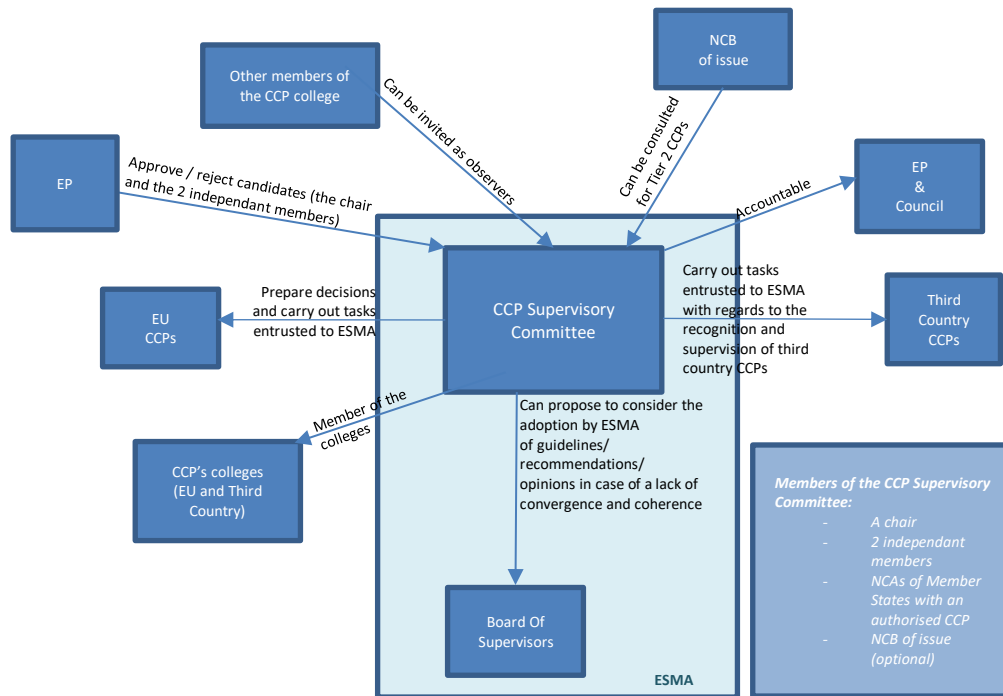 NCB
of issue
Other members of
the CCP college
Can be invited as observers
Can be consulted
for Tier 2 CCPs
EP
Approve / reject candidates (the chair
and the 2 independant members)
Accountable
EP
&
Council
Prepare decisions
and carry out tasks
entrusted to ESMA
EU
CCPs
CCP Supervisory
Committee
Carry out tasks
entrusted to ESMA
with regards to the
recognition and
supervision of third
country CCPs
Third
Country
CCPs
Member of the
colleges
CCP's colleges
(EU and Third
Country)
Can propose to consider the
adoption by ESMA
of guidelines/
recommendations/
opinions in case of a lack of
convergence and coherence
Board Of
Supervisors
ESMA
Members of the CCP Supervisory
Committee:
- A chair
- 2 independant
members
- NCAs of Member
States with an
authorised CCP
- NCB of issue
(optional)